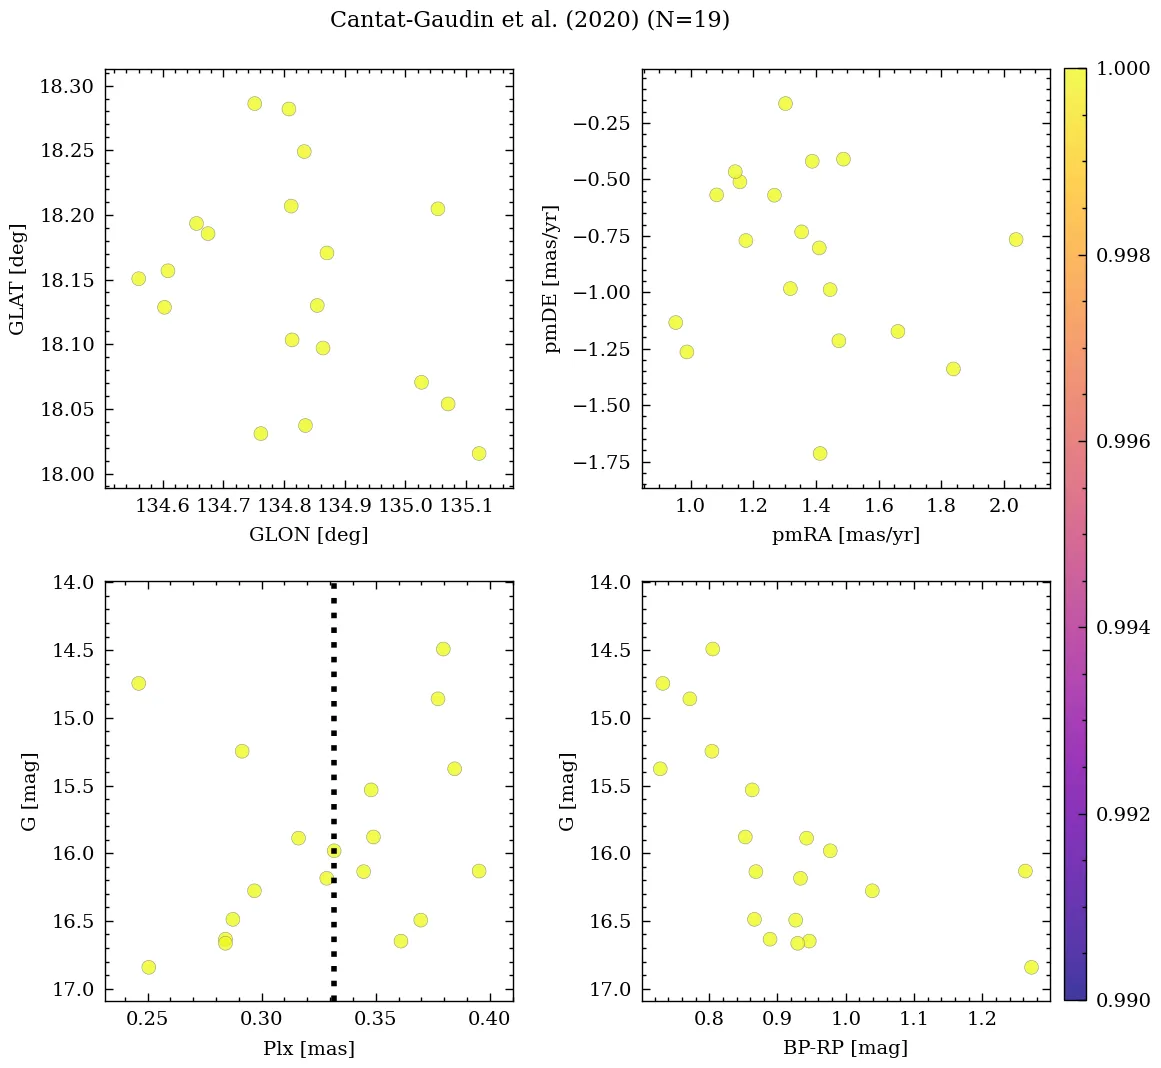 Cantat-Gaudin et al. (2020) (N=19)
18.30
18.25
18.20
18.15
18.10
18.05
18.00
GLAT [deg]
134.6 134.7 134.8 134.9 135.0 135.1
GLON [deg]
−0.25
−0.50
−0.75
−1.00
−1.25
−1.50
−1.75
pmDE [mas/yr]
1.0 1.2 1.4 1.6 1.8 2.0
pmRA [mas/yr]
1.000
0.998
0.996
0.994
0.992
0.990
14.0
14.5
15.0
15.5
16.0
16.5
17.0
G [mag]
0.25 0.30 0.35 0.40
Plx [mas]
14.0
14.5
15.0
15.5
16.0
16.5
17.0
G [mag]
0.8 0.9 1.0 1.1 1.2
BP-RP [mag]